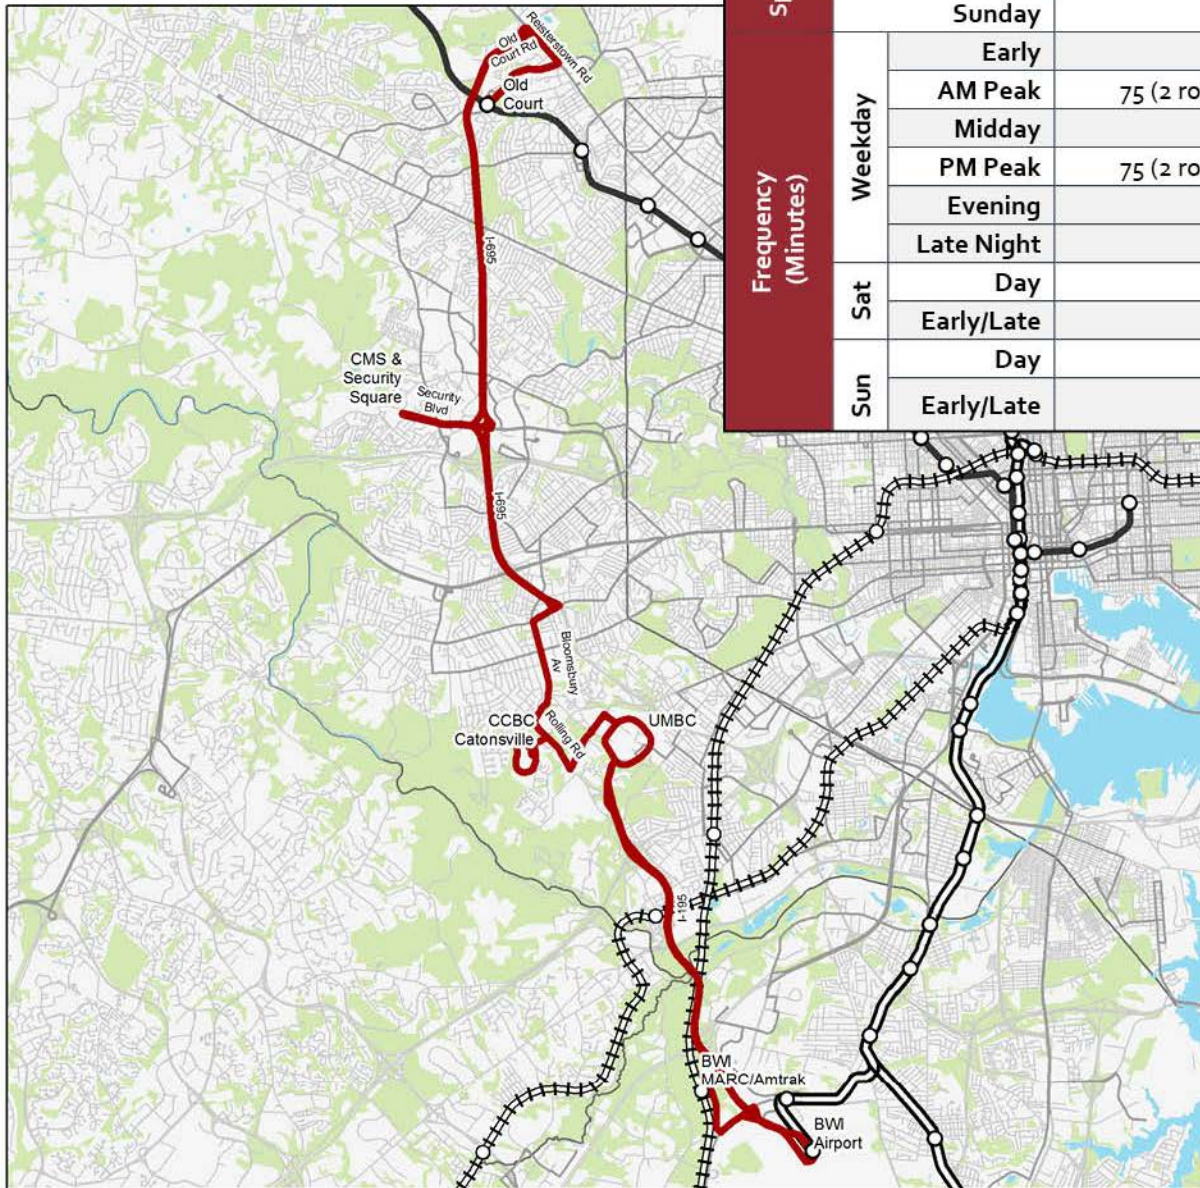 Sp
Sunday
Frequency
(Minutes)
Weekday
Early
AM Peak 75 (2 ro
Midday
PM Peak 75 (2 ro
Evening
Late Night
Sat
Day
Early/Late
Sun
Day
Early/Late
Reisterstown Rd
Old
Court Rd
Old
Court
I-695
CMS &
Security
Square
Security
Blvd
I-695
Bloomsbury
Av
CCBC
Catonsville
Rolling Rd
UMBC
I-195
BWI
MARC/Amtrak
BWI
Airport